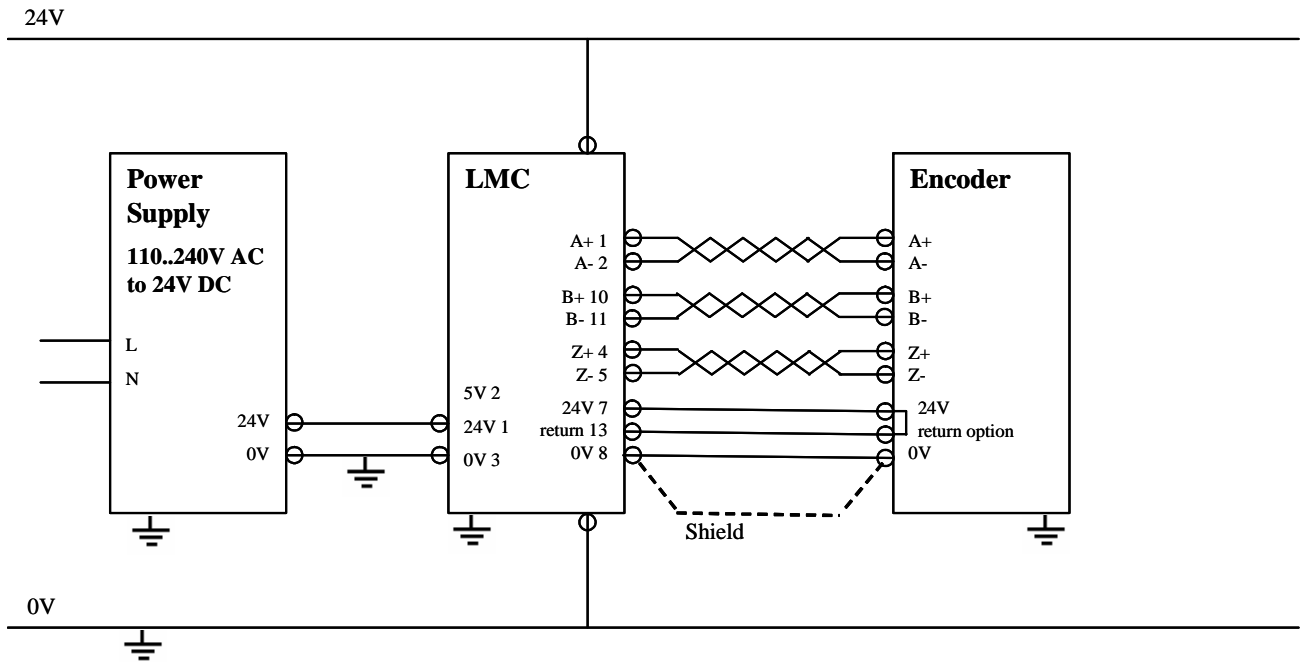 24V
Power
Supply
110..240V AC
to 24V DC
L
N
24V
0V
LMC
A+ 1
A- 2
B+ 10
B- 11
Z+ 4
Z- 5
5V 2
24V 1
0V 3
24V 7
return 13
0V 8
Shield
Encoder
A+
A-
B+
B-
Z+
Z-
24V
return option
0V
0V